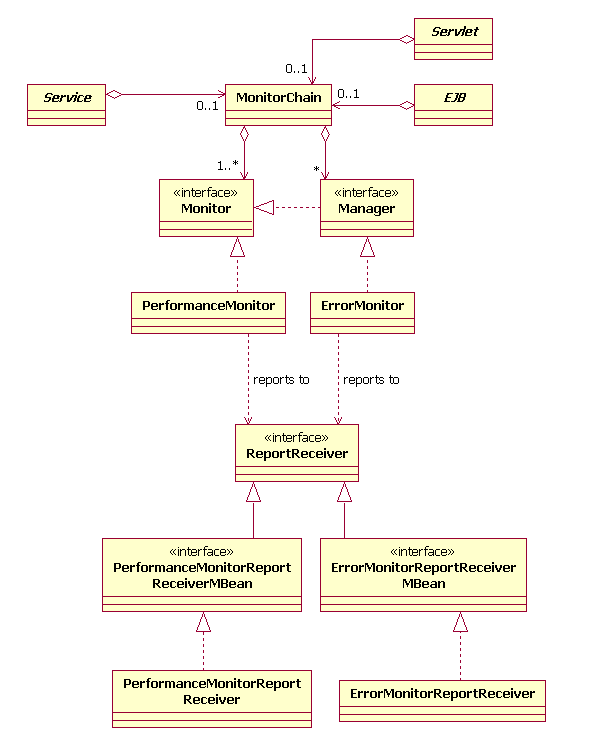 Servlet
0..1
Service
0..1
MonitorChain
0..1
EJB
1..*
*
«interface»
Monitor
«interface»
Manager
PerformanceMonitor
ErrorMonitor
reports to
reports to
«interface»
ReportReceiver
«interface»
PerformanceMonitorReport
ReceiverMBean
«interface»
ErrorMonitorReportReceiver
MBean
PerformanceMonitorReport
Receiver
ErrorMonitorReportReceiver